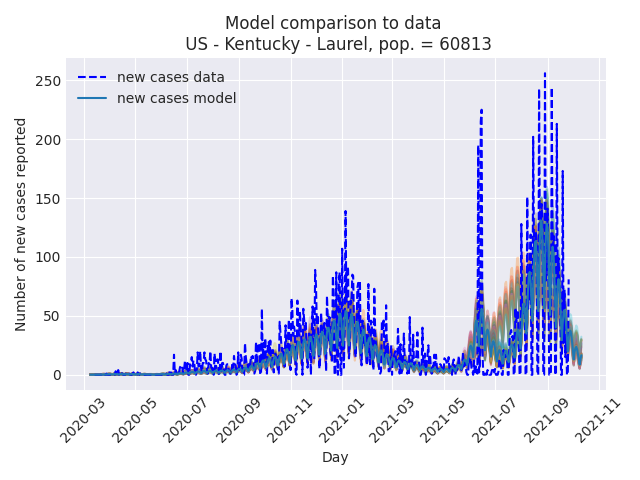 Model comparison to data
US - Kentucky - Laurel, pop. = 60813
new cases data
new cases model
Number of new cases reported
250
200
150
100
50
0
2020-03
2020-05
2020-07
2020-09
2020-11
2021-01
2021-03
2021-05
2021-07
2021-09
2021-11
Day